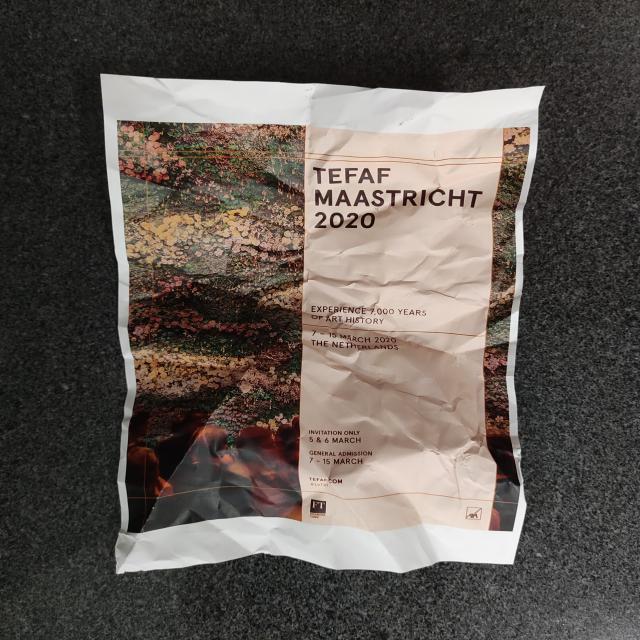 TEFAF
MAASTRICHT
2020
EXPERIENCE 7,000 YEARS
OF ART HISTORY
7 - 15 MARCH 2020
THE NETHERLANDS
INVITATION ONLY
5 & 6 MARCH
GENERAL ADMISSION
7 - 15 MARCH
TEFAF.COM
FT